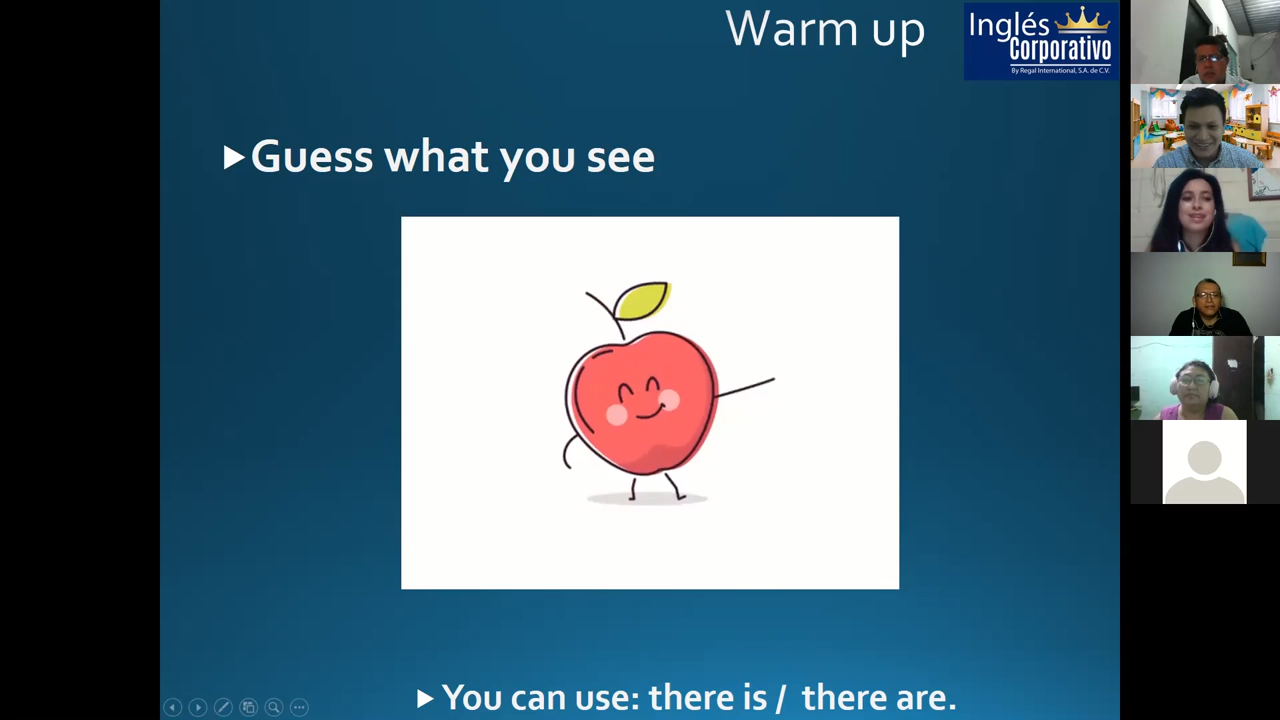 Warm up
Inglés
Corporativo
By Regal International, S.A. de C.V.
Guess what you see
You can use: there is / there are.